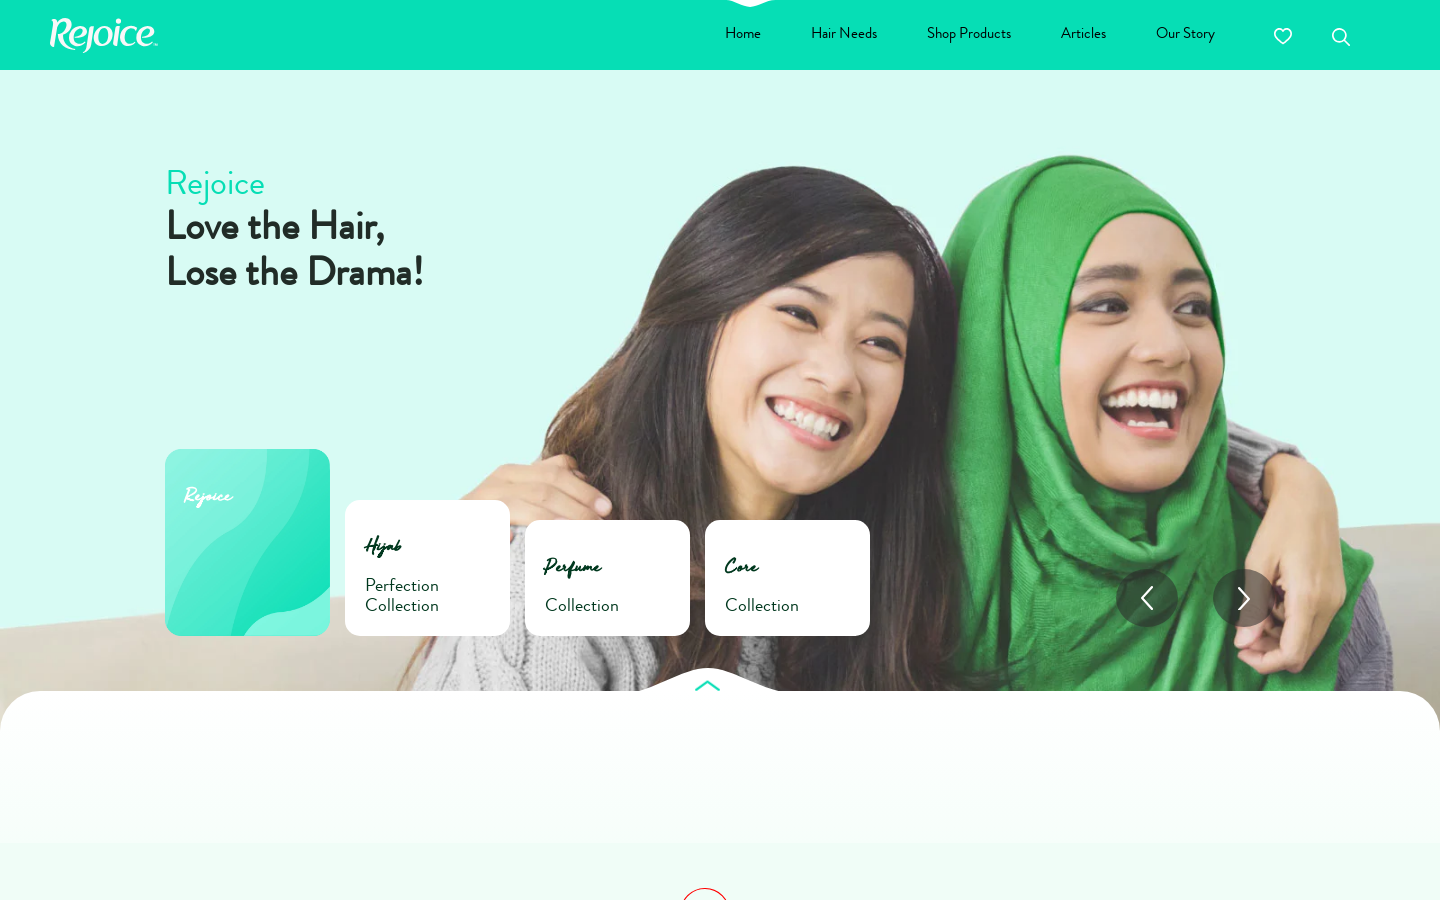 Rejoice
Home
Hair Needs
Shop Products
Articles
Our Story
Rejoice
Love the Hair,
Lose the Drama!
Rejoice
Hijab
Perfection
Collection
Perfume
Collection
Core
Collection